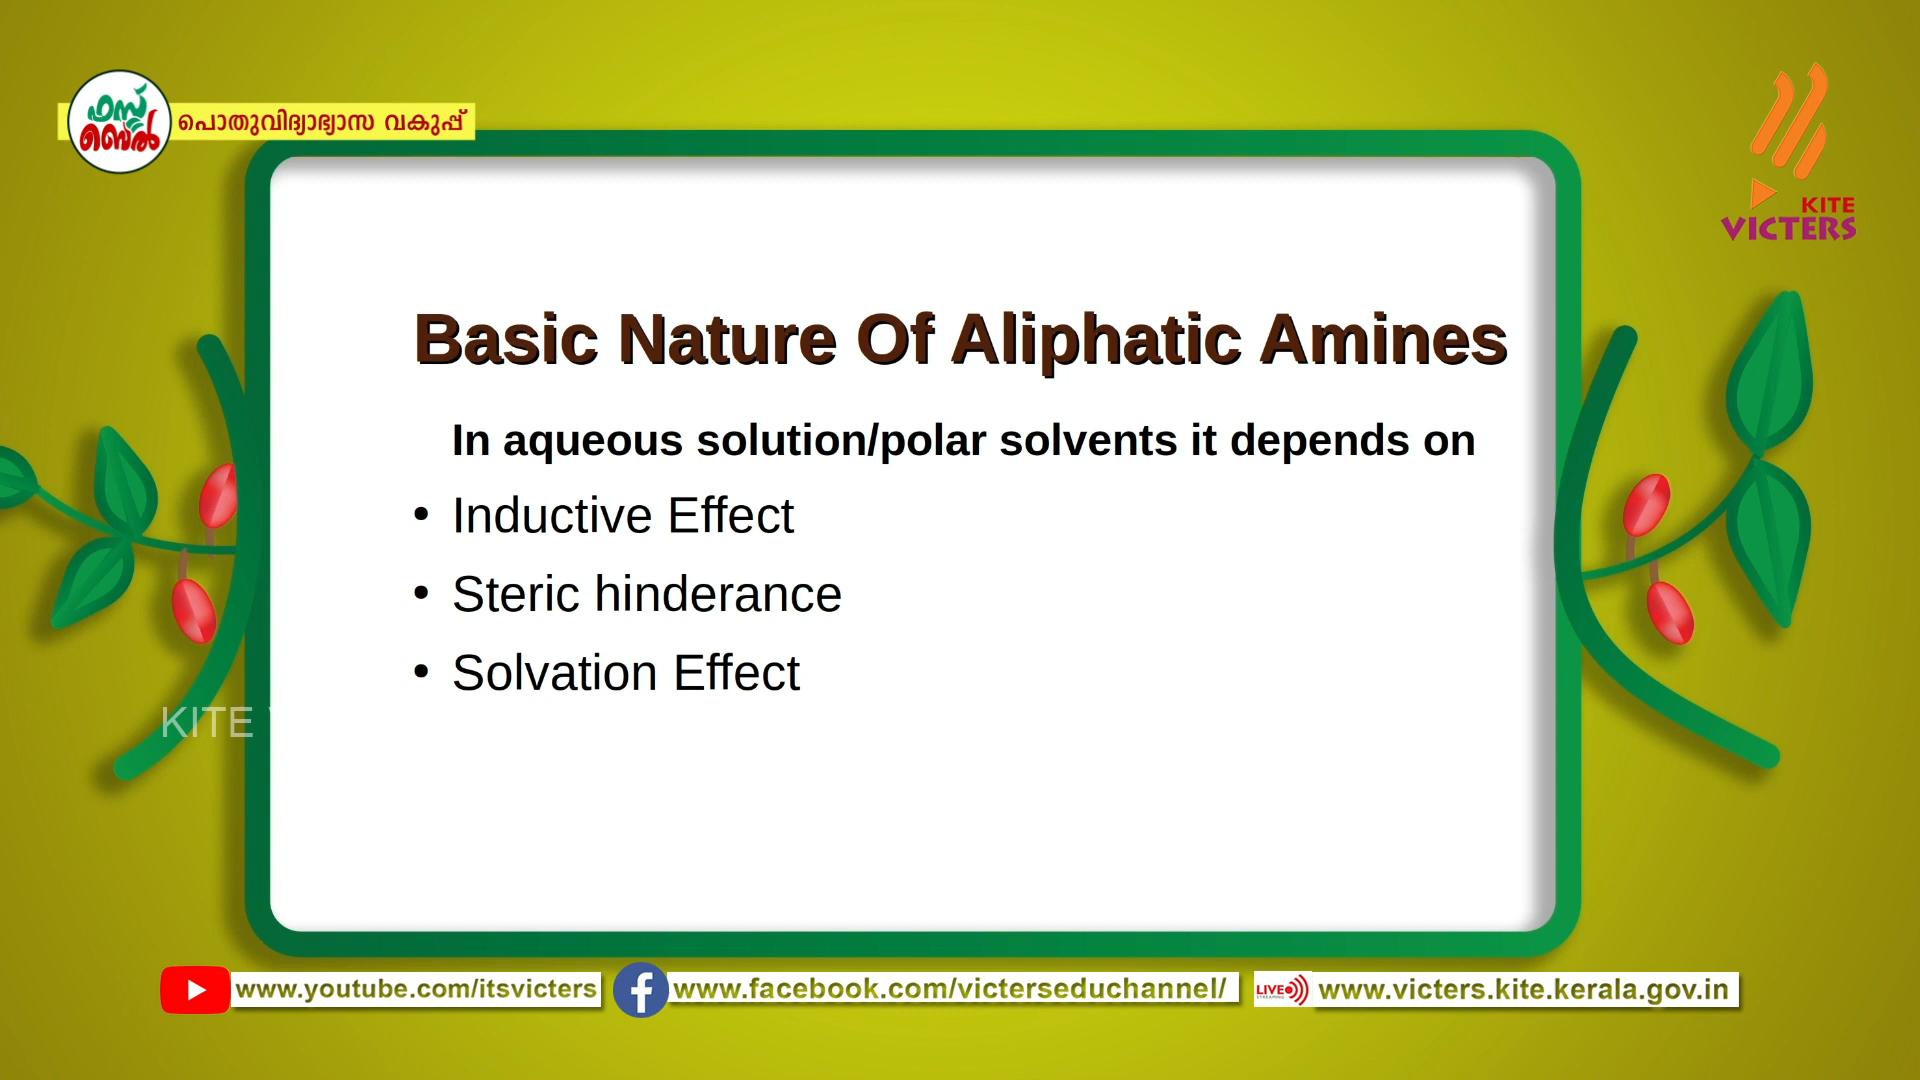 ഫസ്റ്റ്
ബെൽ
പൊതുവിദ്യാഭ്യാസ വകുപ്പ്
KITE
VICTERS
Basic Nature Of Aliphatic Amines
In aqueous solution/polar solvents it depends on
• Inductive Effect
• Steric hinderance
• Solvation Effect
KITE
www.youtube.com/itsvicters
www.facebook.com/victerseduchannel/
LIVE
STREAMING
www.victers.kite.kerala.gov.in